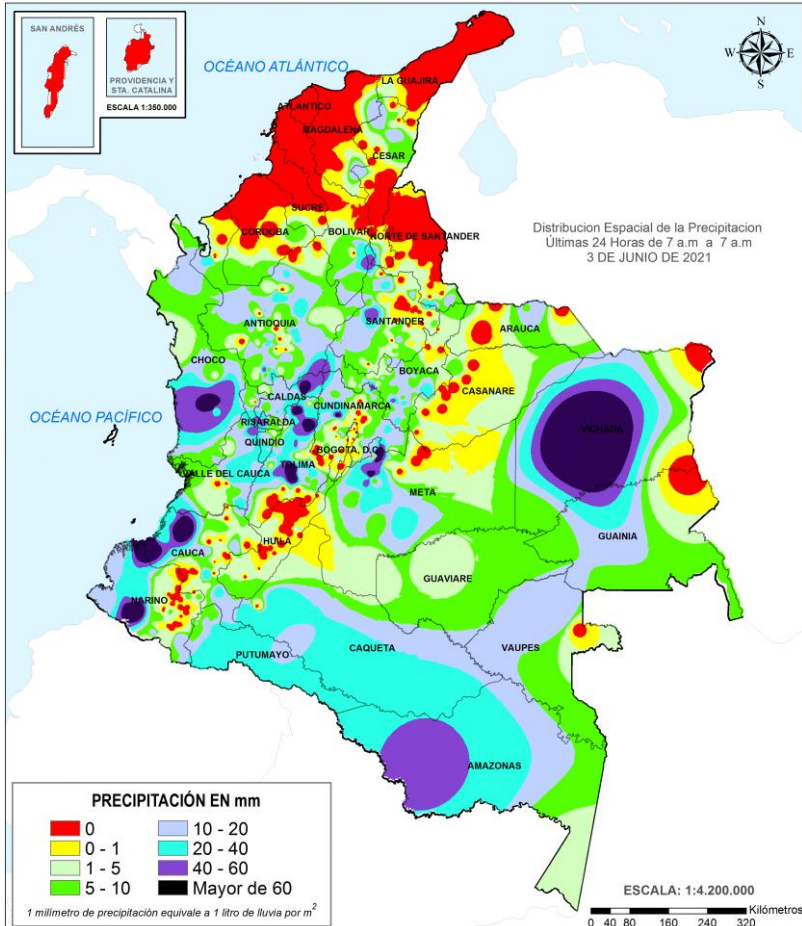 SAN ANDRÉS
PROVIDENCIA Y
STA. CATALINA
ESCALA 1:350.000
OCÉANO ATLÁNTICO
N
W
E
S
LA GUAJIRA
ATLANTICO
MAGDALENA
CESAR
SUCRE
CORDOBA
BOLIVAR
NORTE DE SANTANDER
Distribucion Espacial de la Precipitacion
Últimas 24 Horas de 7 a.m a 7 a.m
3 DE JUNIO DE 2021
ANTIOQUIA
SANTANDER
ARAUCA
CHOCO
BOYACA
CASANARE
CALDAS
CUNDINAMARCA
OCÉANO PACÍFICO
RISARALDA
VICHADA
QUINDIO
BOGOTA, D.C.
VALLE DEL CAUCA
TOLIMA
META
GUAINIA
HUILA
CAUCA
GUAVIARE
NARINO
PUTUMAYO
CAQUETA
VAUPES
AMAZONAS
PRECIPITACIÓN EN mm
0
10 - 20
0 - 1
20 - 40
1 - 5
40 - 60
5 - 10
Mayor de 60
1 milímetro de precipitación equivale a 1 litro de lluvia por m²
ESCALA: 1:4.200.000
Kilómetros
0 40 80 160 240 320